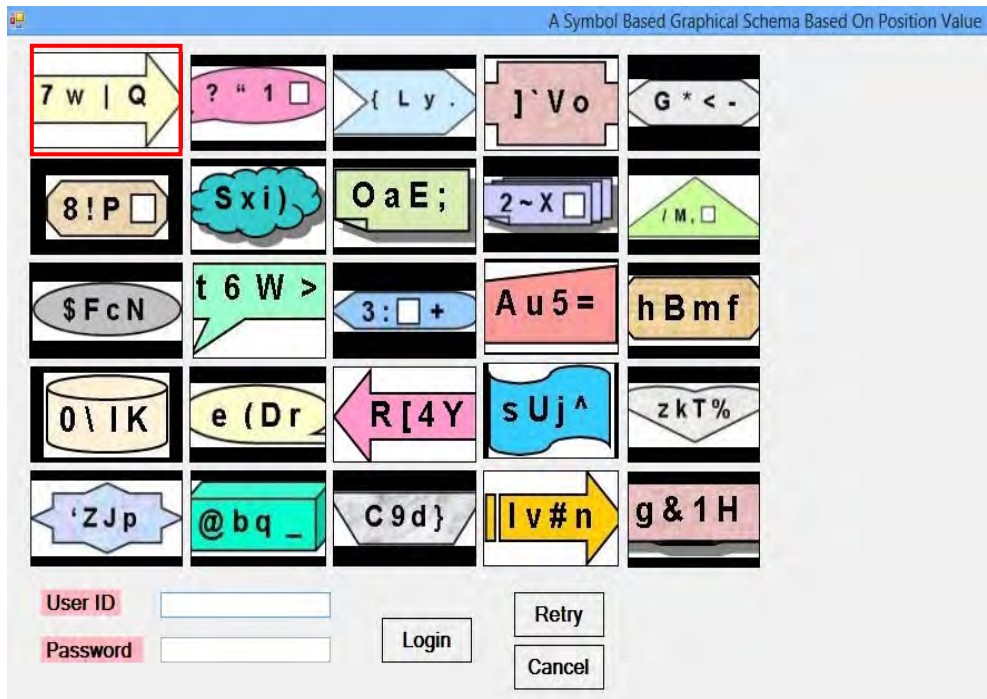 A Symbol Based Graphical Schema Based On Position Value
7 w | Q
? “ 1 □
{ L y .
] ` V o
G * < -
8 ! P □
S x i )
O a E ;
2 ~ X □
/ M , □
$ F c N
t 6 W >
3 : □ +
A u 5 =
h B m f
0 \ I K
e ( D r
R [ 4 Y
s U j ^
z k T %
‘ Z J p
@ b q _
C 9 d }
l v # n
g & 1 H
User ID
Password
Login
Retry
Cancel